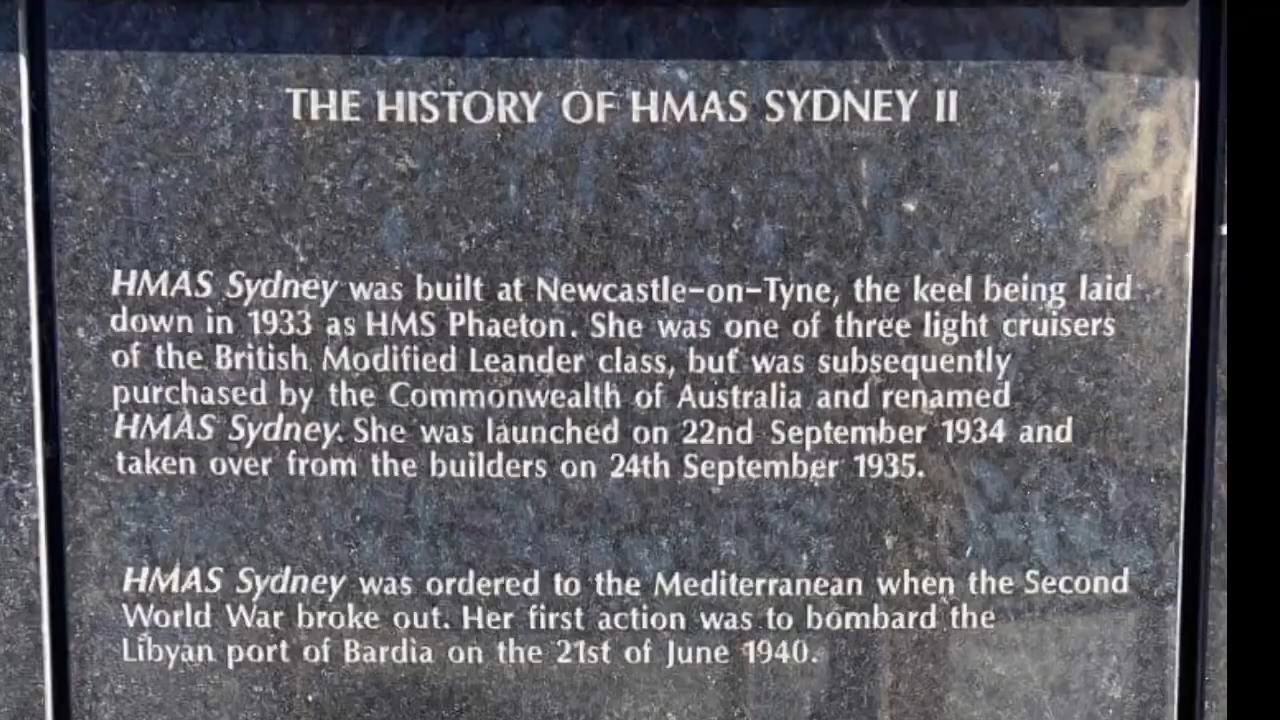 THE HISTORY OF HMAS SYDNEY II
HMAS Sydney was built at Newcastle-on-Tyne, the keel being laid
down in 1933 as HMS Phaeton. She was one of three light cruisers
of the British Modified Leander class, but was subsequently
purchased by the Commonwealth of Australia and renamed
HMAS Sydney. She was launched on 22nd September 1934 and
taken over from the builders on 24th September 1935.
HMAS Sydney was ordered to the Mediterranean when the Second
World War broke out. Her first action was to bombard the
Libyan port of Bardia on the 21st of June 1940.